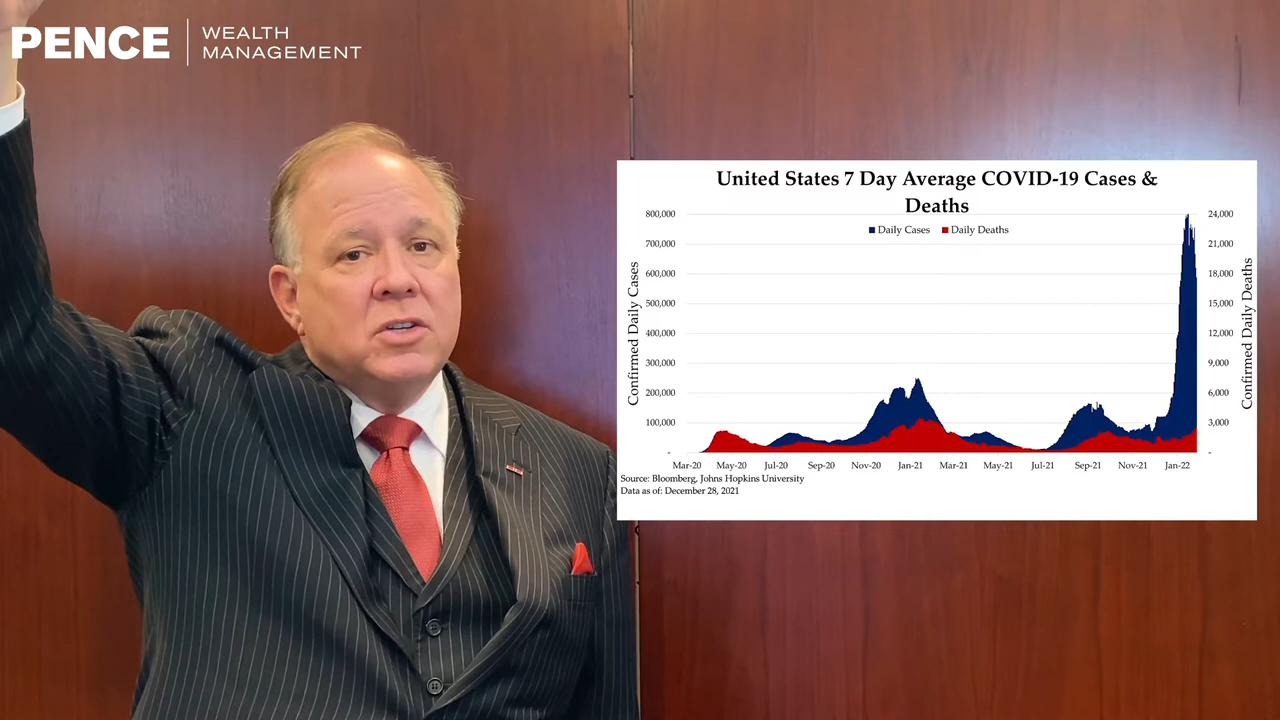 PENCE
WEALTH
MANAGEMENT
United States 7 Day Average COVID-19 Cases &
Deaths
Daily Cases
Daily Deaths
Confirmed Daily Cases
800,000
700,000
600,000
500,000
400,000
300,000
200,000
100,000
-
24,000
21,000
18,000
15,000
12,000
9,000
6,000
3,000
-
Confirmed Daily Deaths
Mar-20 May-20 Jul-20 Sep-20 Nov-20 Jan-21 Mar-21 May-21 Jul-21 Sep-21 Nov-21 Jan-22
Source: Bloomberg, Johns Hopkins University
Data as of: December 28, 2021